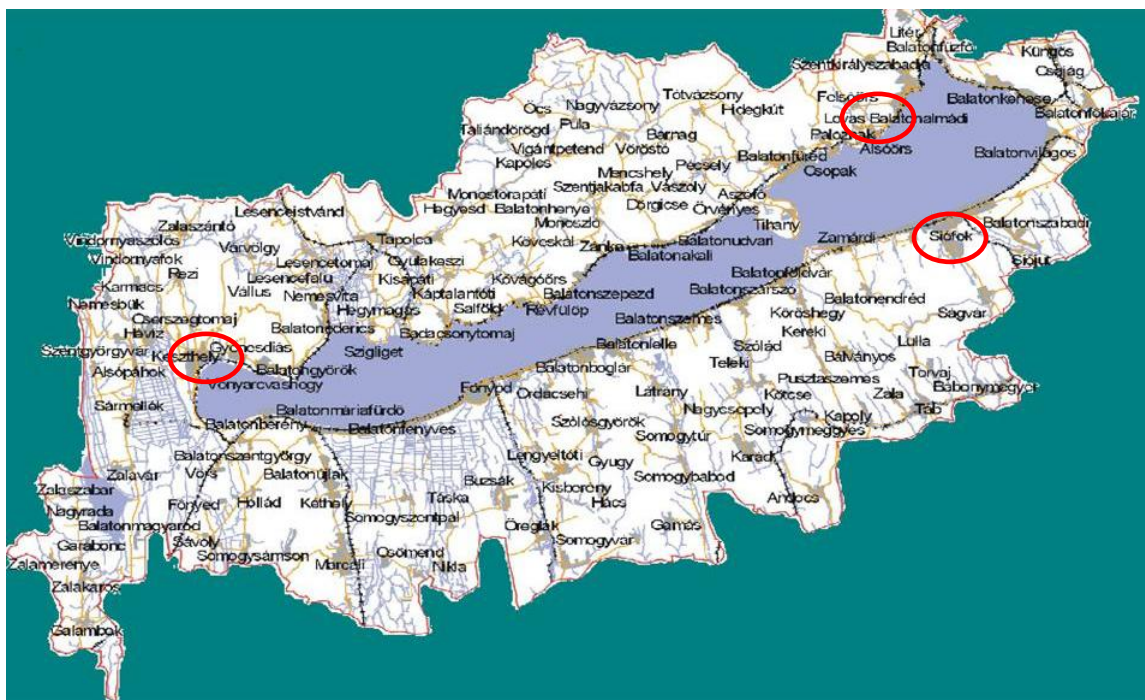 Litér
Balatonfűzfő
Küngös
Szentkirályszabadja
Csajág
Tótvázsony
Felsőörs
Balatonkenese
Öcs
Nagyvázsony
Hidegkút
Lovas
Balatonalmádi
Balatonfőkajár
Taliándörögd
Pula
Barnag
Paloznak
Vigántpetend
Vöröstó
Alsóörs
Kapolcs
Balatonfüred
Balatonvilágos
Mencshely
Pécsely
Csopak
Monostorapáti
Szentjakabfa
Vászoly
Aszófő
Lesenceistvánd
Hegyesd
Balatonhenye
Dörgicse
Örvényes
Zalaszántó
Monoszló
Tihany
Balatonszabadi
Vindornyaszőlős
Várvölgy
Tapolca
Köveskál
Zánka
Balatonudvari
Zamárdi
Siófok
Vindornyafok
Lesencetomaj
Gyulakeszi
Balatonakali
Siójut
Rezi
Lesencefalu
Kisapáti
Kővágóörs
Balatonföldvár
Karmacs
Vállus
Nemesvita
Káptalantóti
Balatonszepezd
Balatonszárszó
Nemesbük
Hegymagas
Salföld
Révfülöp
Balatonendréd
Cserszegtomaj
Balatonederics
Badacsonytomaj
Balatonszemes
Kőröshegy
Ságvár
Hévíz
Kereki
Szentgyörgyvár
Keszthely
Gyenesdiás
Szigliget
Balatonlelle
Szólád
Lulla
Alsópáhok
Balatongyörök
Balatonboglár
Teleki
Bálványos
Torvaj
Vonyarcvashegy
Fonyód
Ordacsehi
Látrány
Pusztaszemes
Bábonymegyer
Sármellék
Kötcse
Zala
Balatonmáriafürdő
Nagycsepely
Kapoly
Tab
Balatonberény
Balatonfenyves
Szőlősgyörök
Somogymeggyes
Balatonszentgyörgy
Lengyeltóti
Somogytúr
Zalavár
Vörs
Balatonújlak
Gyugy
Karád
Zalaszabar
Buzsák
Kisberény
Somogybabod
Nagyrada
Főnyed
Hollád
Kéthely
Táska
Hács
Andocs
Balatonmagyaród
Somogyszentpál
Öreglak
Gamás
Garabonc
Sávoly
Somogysámson
Somogyvár
Zalamerenye
Marcali
Csömend
Nikla
Zalakaros
Galambok